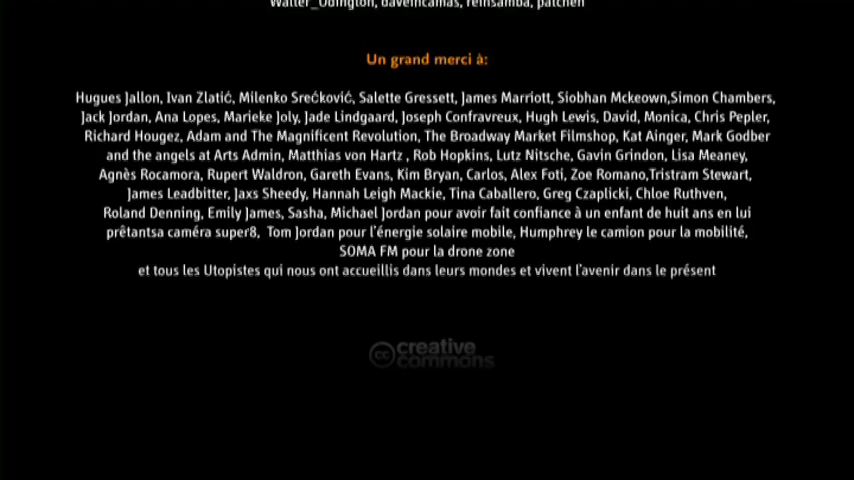 Walter_Odington, daveincamas, reinsamba, patchen
Un grand merci à:
Hugues Jallon, Ivan Zlatić, Milenko Srećković, Salette Gressett, James Marriott, Siobhan Mckeown,Simon Chambers,
Jack Jordan, Ana Lopes, Marieke Joly, Jade Lindgaard, Joseph Confravreux, Hugh Lewis, David, Monica, Chris Pepler,
Richard Hougez, Adam and The Magnificent Revolution, The Broadway Market Filmshop, Kat Ainger, Mark Godber
and the angels at Arts Admin, Matthias von Hartz , Rob Hopkins, Lutz Nitsche, Gavin Grindon, Lisa Meaney,
Agnès Rocamora, Rupert Waldron, Gareth Evans, Kim Bryan, Carlos, Alex Foti, Zoe Romano,Tristram Stewart,
James Leadbitter, Jaxs Sheedy, Hannah Leigh Mackie, Tina Caballero, Greg Czaplicki, Chloe Ruthven,
Roland Denning, Emily James, Sasha, Michael Jordan pour avoir fait confiance à un enfant de huit ans en lui
prêtantsa caméra super8, Tom Jordan pour l'énergie solaire mobile, Humphrey le camion pour la mobilité,
SOMA FM pour la drone zone
et tous les Utopistes qui nous ont accueillis dans leurs mondes et vivent l'avenir dans le présent
cc creative
commons